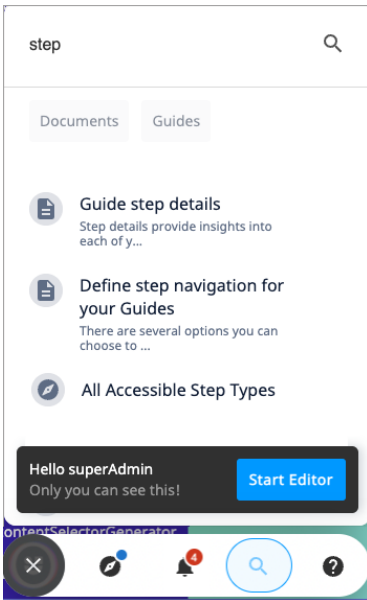 step
Documents Guides
Guide step details
Step details provide insights into
each of y...
Define step navigation for
your Guides
There are several options you can
choose to ...
All Accessible Step Types
Hello superAdmin
Only you can see this!
Start Editor
ontentSelectorGenerator
4